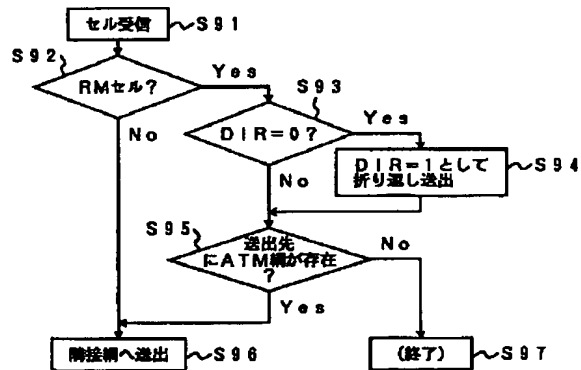 セル受信
S91
S92
RMセル?
Yes
S93
No
DIR=0?
Yes
No
DIR=1として
折り返し送出
S94
S95
送出先
にATM網が存在
?
No
Yes
隣接網へ送出
S96
(終了)
S97